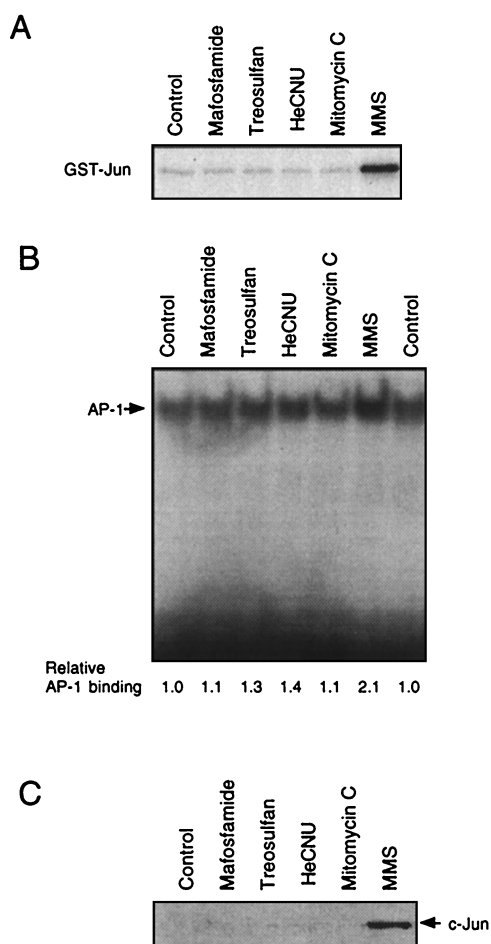 A
Control
Mafosfamide
Treosulfan
HeCNU
Mitomycin C
MMS
GST-Jun
B
Control
Mafosfamide
Treosulfan
HeCNU
Mitomycin C
MMS
Control
AP-1
Relative
AP-1 binding 1.0 1.1 1.3 1.4 1.1 2.1 1.0
C
Control
Mafosfamide
Treosulfan
HeCNU
Mitomycin C
MMS
c-Jun